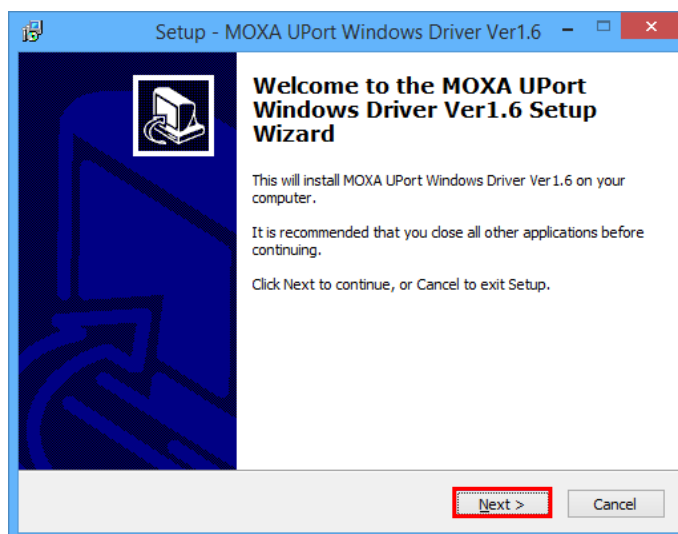 Setup - MOXA UPort Windows Driver Ver1.6
Welcome to the MOXA UPort
Windows Driver Ver1.6 Setup
Wizard
This will install MOXA UPort Windows Driver Ver1.6 on your
computer.
It is recommended that you close all other applications before
continuing.
Click Next to continue, or Cancel to exit Setup.
Next >
Cancel